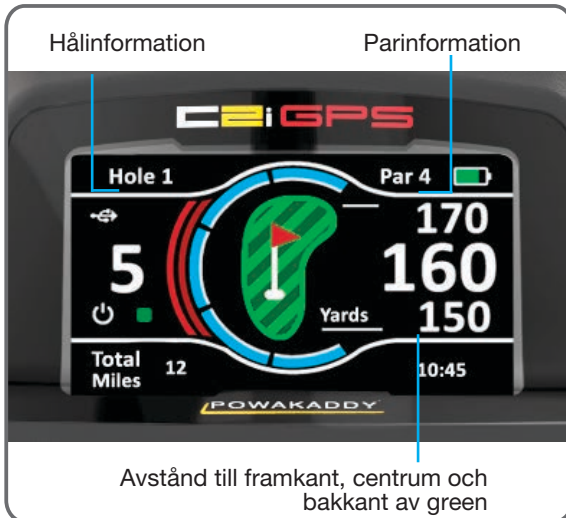 Hålinformation
Parinformation
C2i GPS
Hole 1
Par 4
170
5
160
Yards
150
Total
Miles
12
10:45
POWAKADDY
Avstånd till framkant, centrum och
bakkant av green